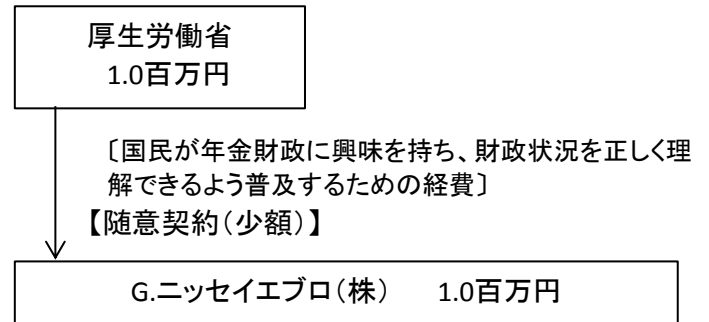 厚生労働省
1.0百万円
〔国民が年金財政に興味を持ち、財政状況を正しく理
解できるよう普及するための経費〕
【随意契約(少額)】
G.ニッセイエブロ(株) 1.0百万円